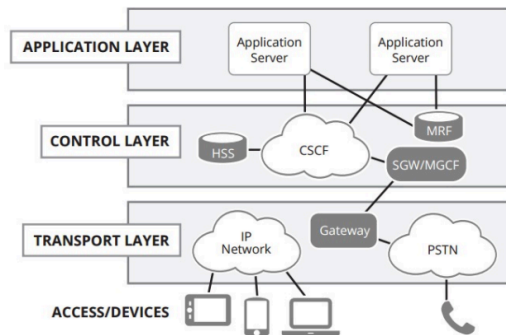 APPLICATION LAYER
Application
Server
Application
Server
CONTROL LAYER
HSS
CSCF
MRF
SGW/MGCF
TRANSPORT LAYER
IP
Network
Gateway
PSTN
ACCESS/DEVICES